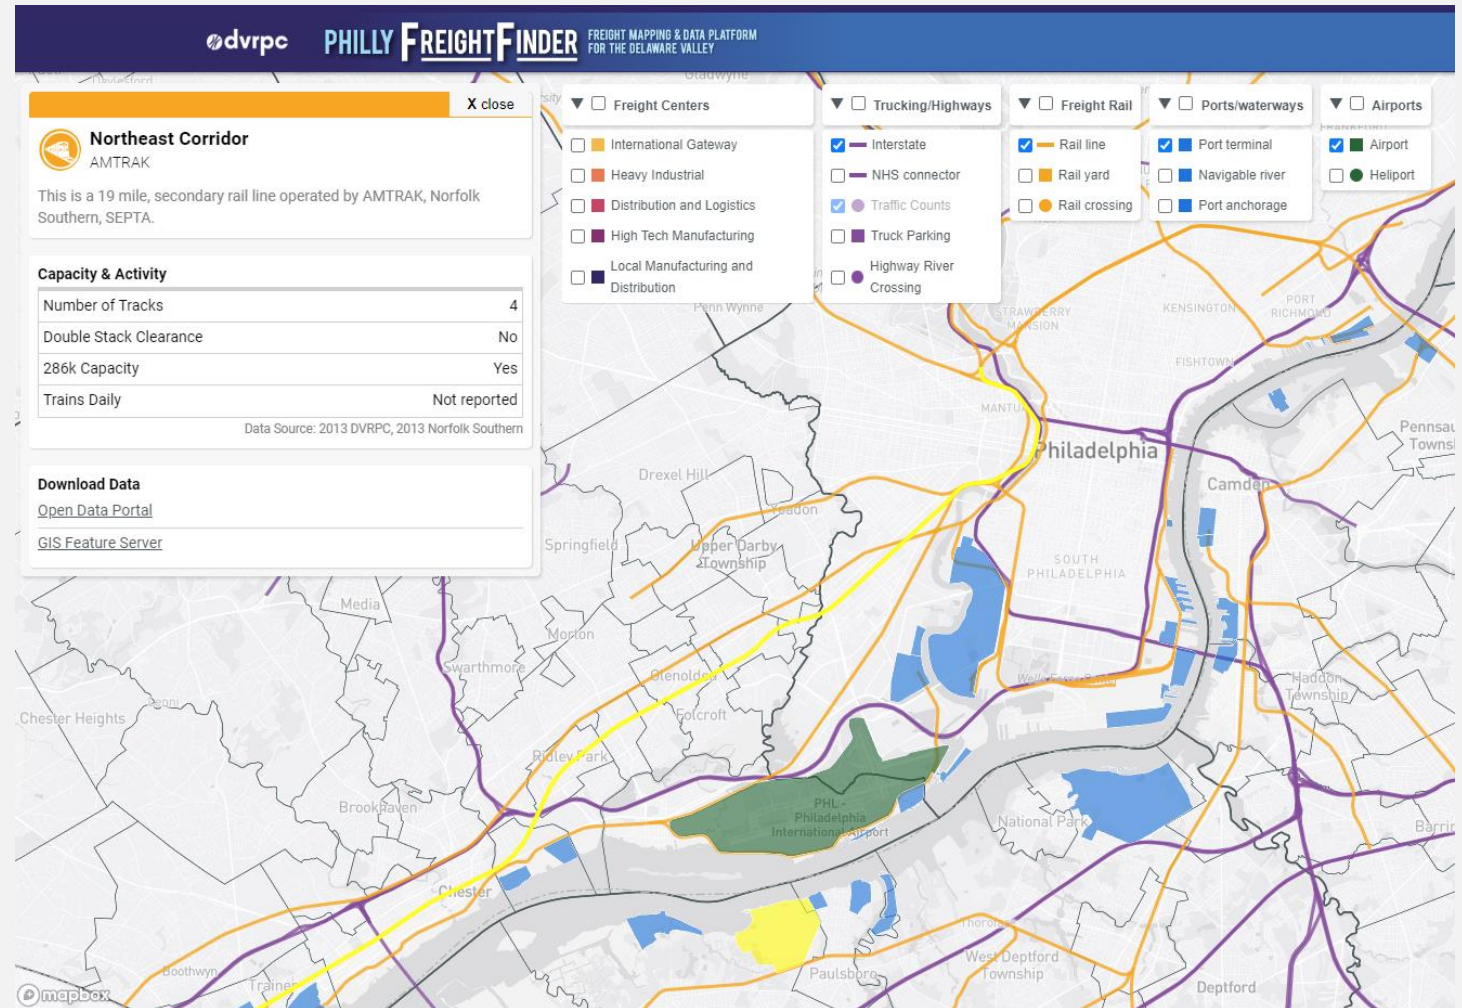 dvrpc
PHILLY FREIGHTFINDER
FREIGHT MAPPING & DATA PLATFORM
FOR THE DELAWARE VALLEY
Gladwyne
X close
Northeast Corridor
AMTRAK
This is a 19 mile, secondary rail line operated by AMTRAK, Norfolk
Southern, SEPTA.
Capacity & Activity
Number of Tracks 4
Double Stack Clearance No
286k Capacity Yes
Trains Daily Not reported
Data Source: 2013 DVRPC, 2013 Norfolk Southern
Download Data
Open Data Portal
GIS Feature Server
▼ Freight Centers
International Gateway
Heavy Industrial
Distribution and Logistics
High Tech Manufacturing
Local Manufacturing and
Distribution
▼ Trucking/Highways
Interstate
NHS connector
Traffic Counts
Truck Parking
Highway River
Crossing
▼ Freight Rail
Rail line
Rail yard
Rail crossing
▼ Ports/waterways
Port terminal
Navigable river
Port anchorage
▼ Airports
Airport
Heliport
Penn Wynne
STRAWBERRY
MANSION
KENSINGTON
PORT
RICHMOND
FISHTOWN
MANTUA
Philadelphia
Pennsau
Towns
Camden
Drexel Hill
Yeadon
Springfield
Upper Darby
Township
SOUTH
PHILADELPHIA
Media
Morton
Swarthmore
Glenolden
Folcroft
Wells Fargo Center
Haddon
Township
Chester Heights
Ridley Park
Brookhaven
PHL -
Philadelphia
International Airport
National Park
Barrin
Chester
Boothwyn
Trainer
Paulsboro
West Deptford
Township
Deptford
mapbox